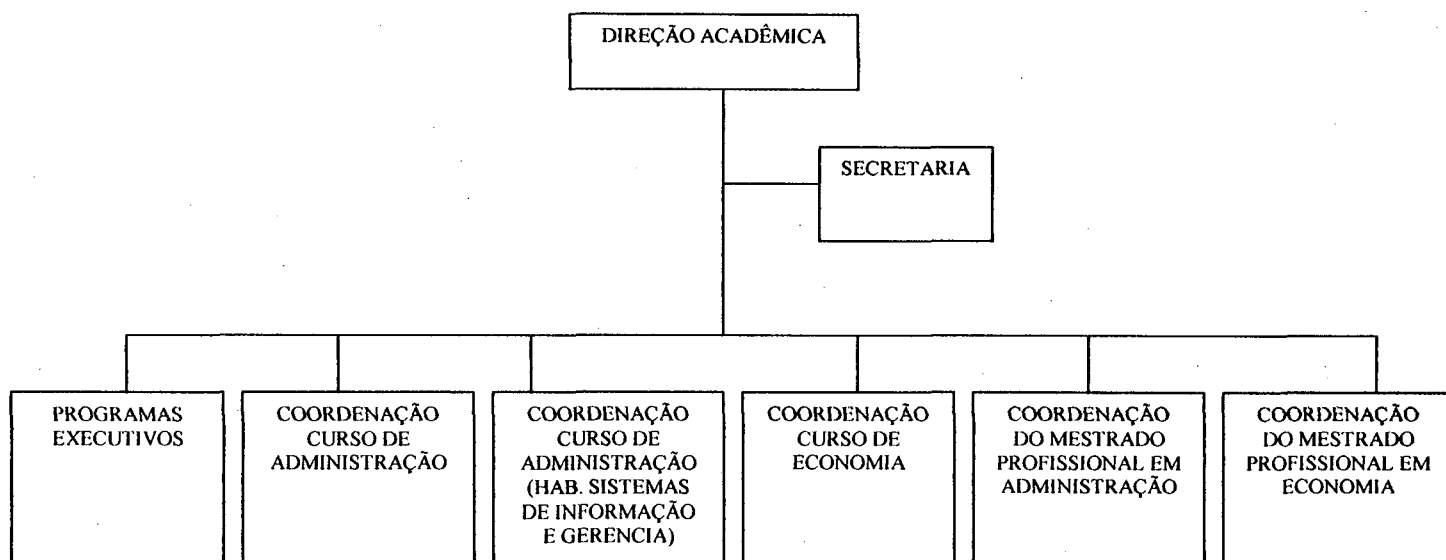 DIREÇÃO ACADÊMICA
SECRETARIA
PROGRAMAS
EXECUTIVOS
COORDENAÇÃO
CURSO DE
ADMINISTRAÇÃO
COORDENAÇÃO
CURSO DE
ADMINISTRAÇÃO
(HAB. SISTEMAS
DE INFORMAÇÃO
E GERENCIA)
COORDENAÇÃO
CURSO DE
ECONOMIA
COORDENAÇÃO
DO MESTRADO
PROFISSIONAL EM
ADMINISTRAÇÃO
COORDENAÇÃO
DO MESTRADO
PROFISSIONAL EM
ECONOMIA